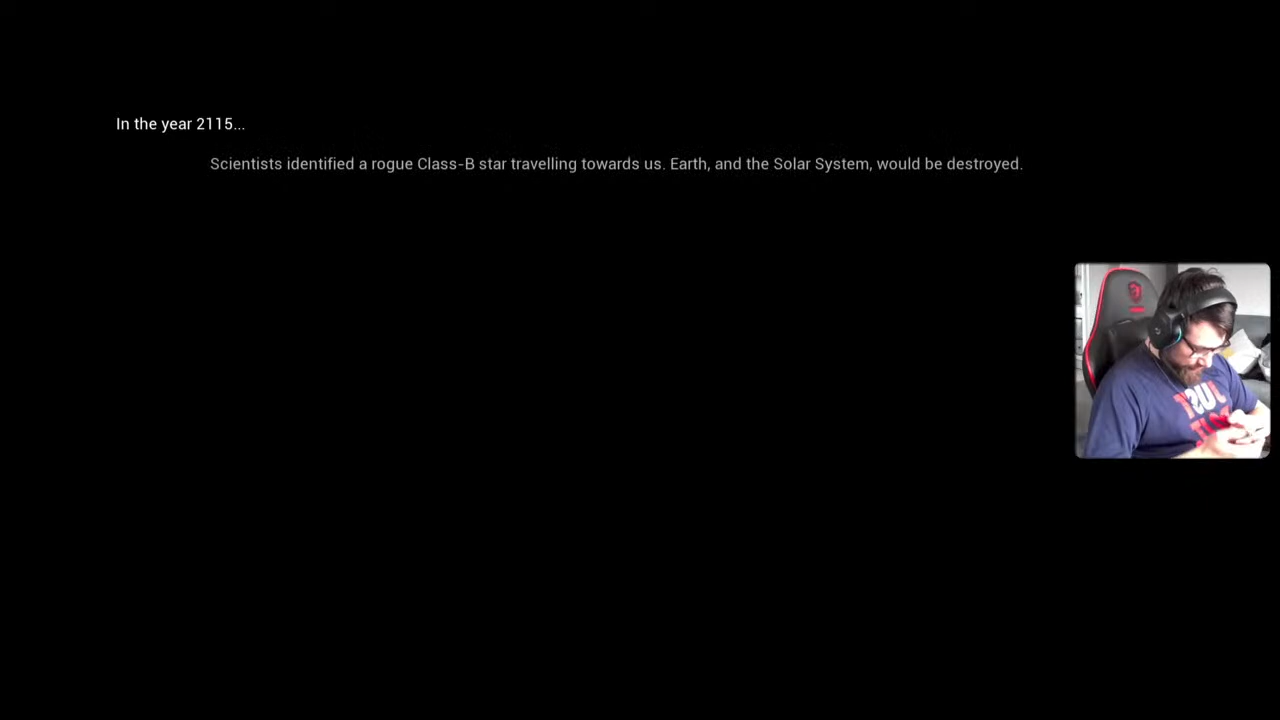 In the year 2115...
Scientists identified a rogue Class-B star travelling towards us. Earth, and the Solar System, would be destroyed.